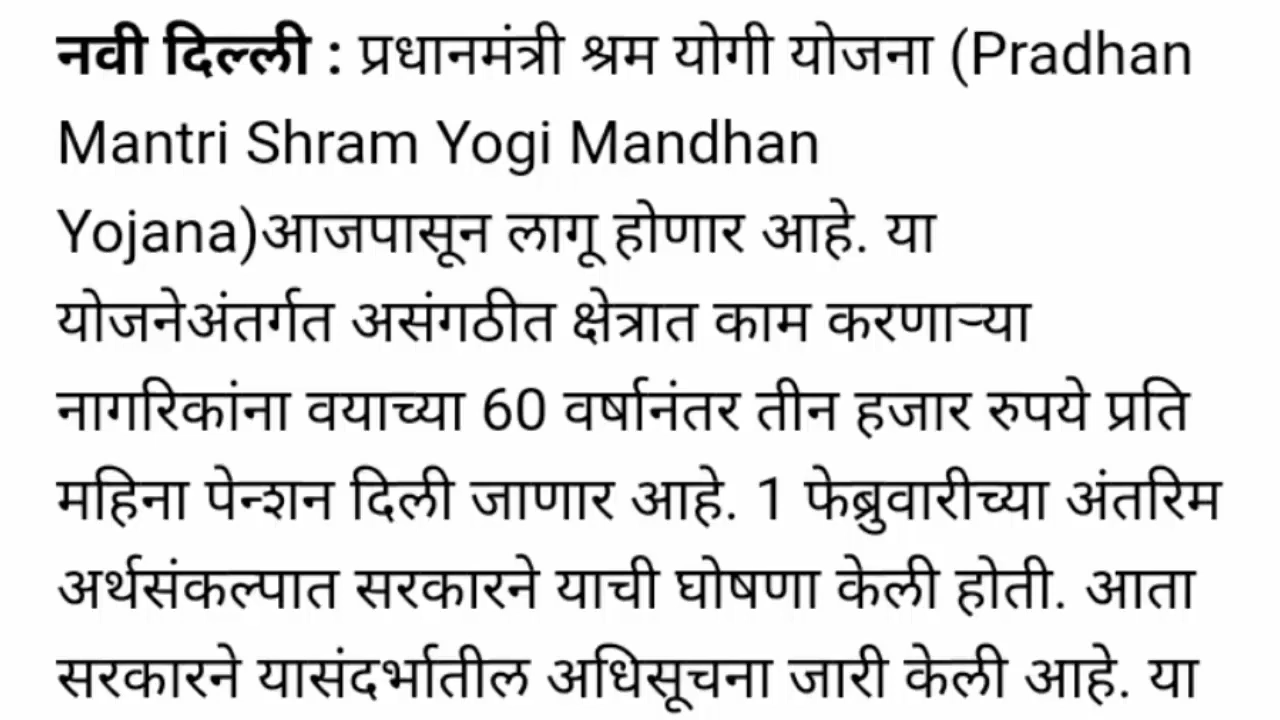 नवी दिल्ली : प्रधानमंत्री श्रम योगी योजना (Pradhan
Mantri Shram Yogi Mandhan
Yojana)आजपासून लागू होणार आहे. या
योजनेअंतर्गत असंगठीत क्षेत्रात काम करणाऱ्या
नागरिकांना वयाच्या 60 वर्षानंतर तीन हजार रुपये प्रति
महिना पेन्शन दिली जाणार आहे. 1 फेब्रुवारीच्या अंतरिम
अर्थसंकल्पात सरकारने याची घोषणा केली होती. आता
सरकारने यासंदर्भातील अधिसूचना जारी केली आहे. या